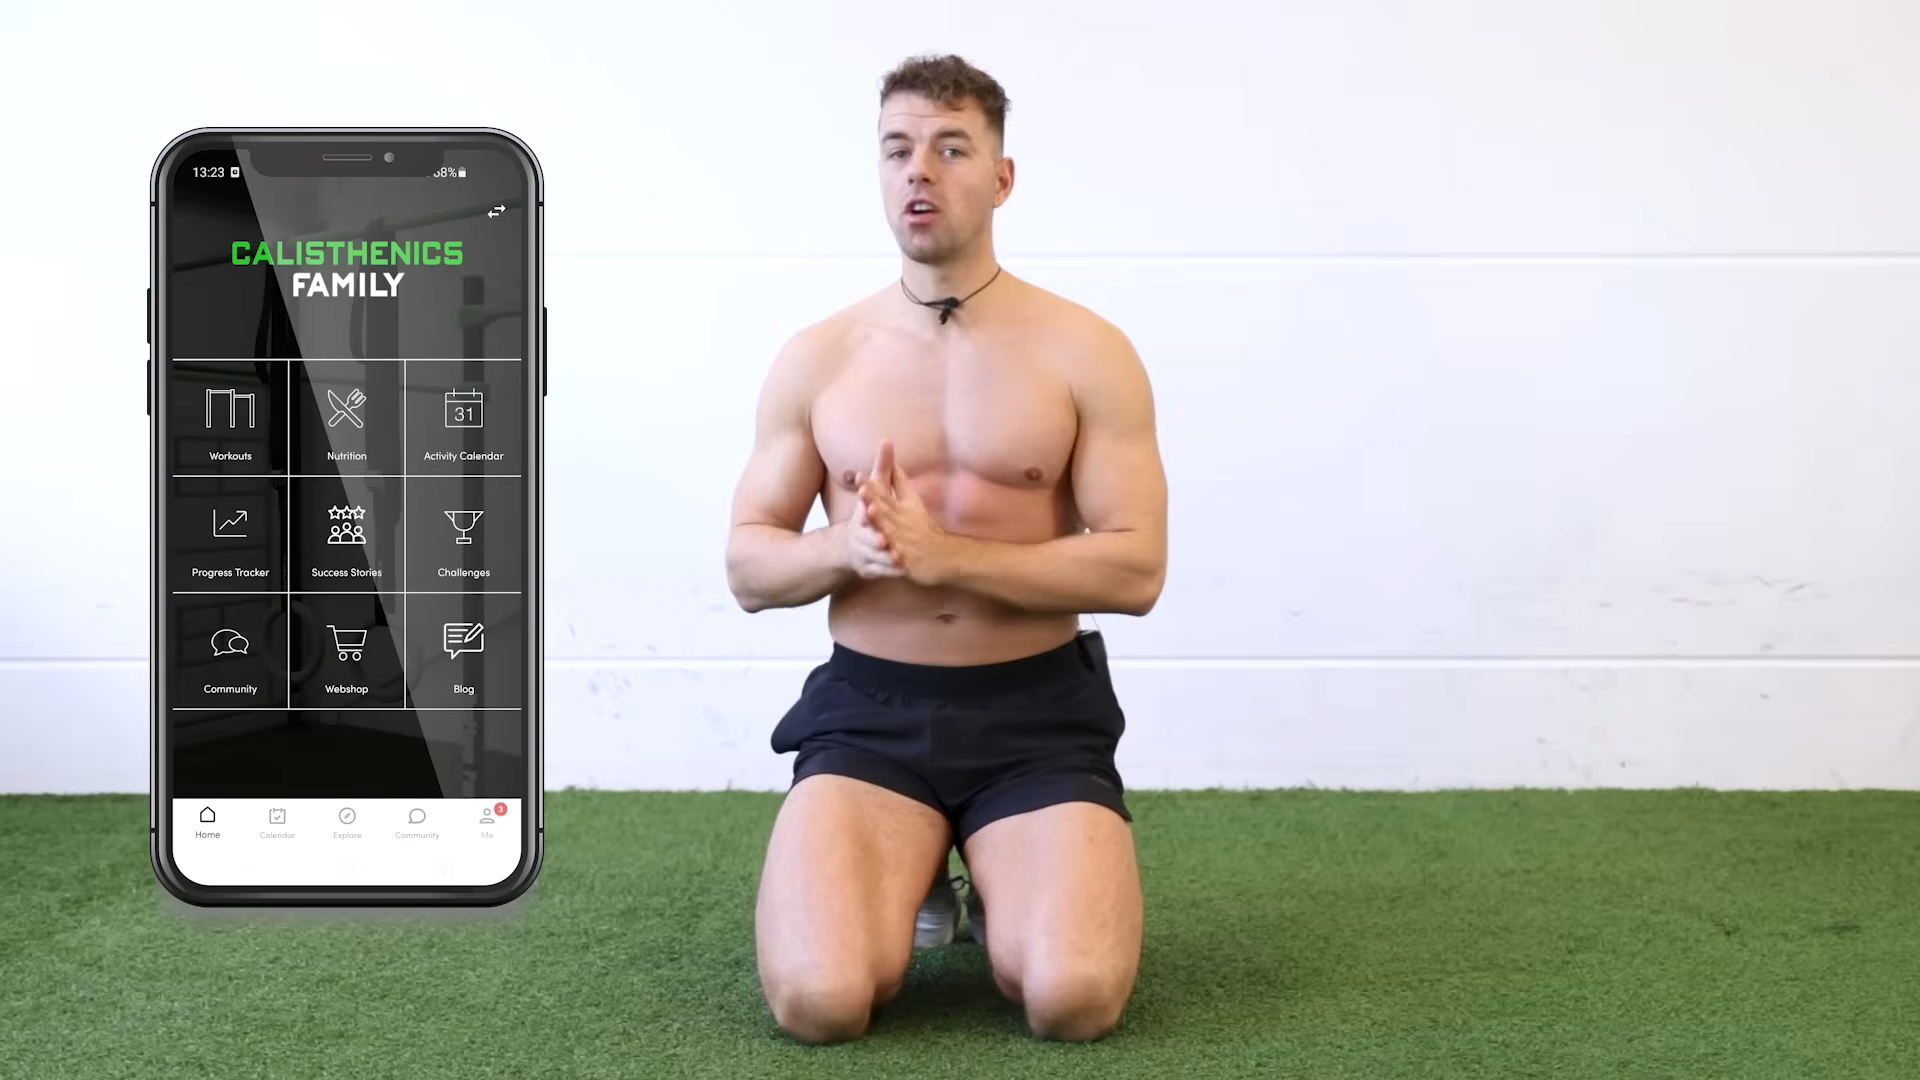 13:23
CALISTHENICS
FAMILY
Workouts
Nutrition
31
Activity Calendar
Progress Tracker
Success Stories
Challenges
Community
Webshop
Blog
Home
Calendar
Explore
Community
3
Me